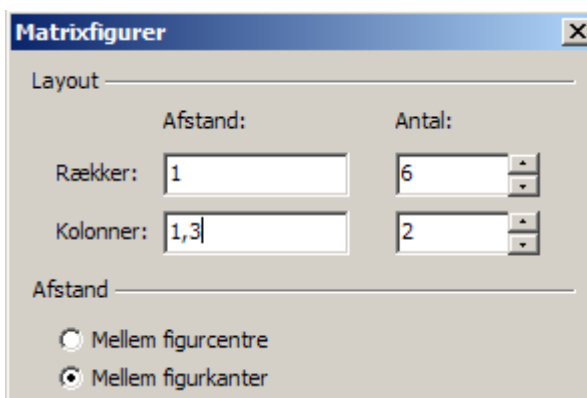 Matrixfigurer
Layout
Afstand: Antal:
Rækker: 1 6
Kolonner: 1,3 2
Afstand
Mellem figurcentre
Mellem figurkanter